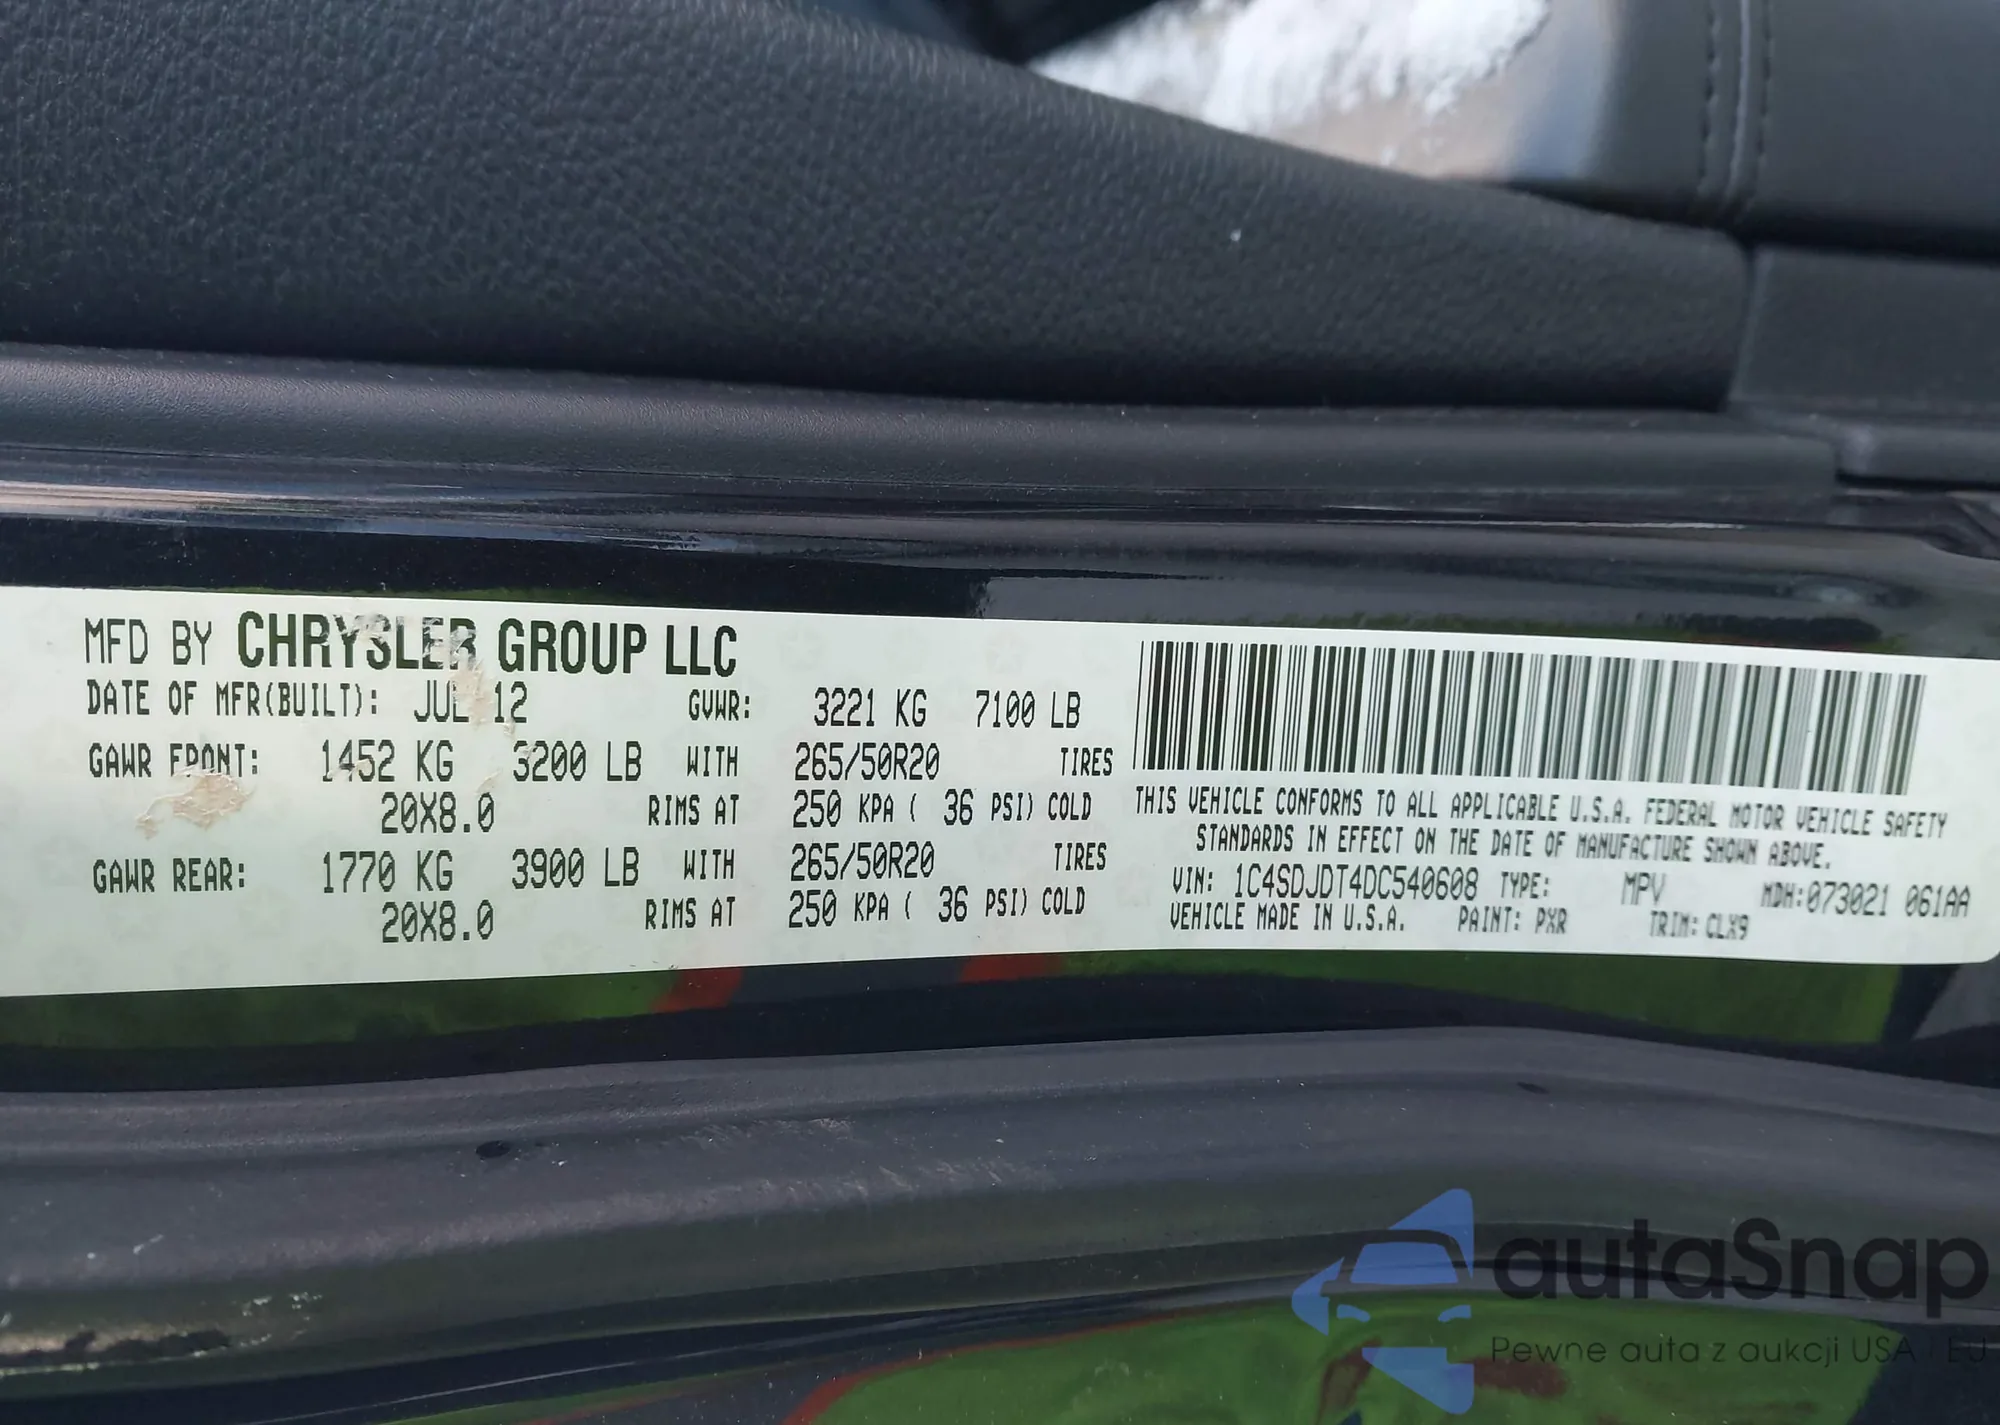 MFD BY CHRYSLER GROUP LLC
DATE OF MFR(BUILT): JUL 12 GVWR: 3221 KG 7100 LB
GAWR FRONT: 1452 KG 3200 LB WITH 265/50R20 TIRES
20X8.0 RIMS AT 250 KPA ( 36 PSI) COLD
GAWR REAR: 1770 KG 3900 LB WITH 265/50R20 TIRES
20X8.0 RIMS AT 250 KPA ( 36 PSI) COLD
THIS VEHICLE CONFORMS TO ALL APPLICABLE U.S.A. FEDERAL MOTOR VEHICLE SAFETY
STANDARDS IN EFFECT ON THE DATE OF MANUFACTURE SHOWN ABOVE.
VIN: 1C4SDJDT4DC540608 TYPE: MPV MDH:073021 061AA
VEHICLE MADE IN U.S.A. PAINT: PXR TRIM: CLX9
autaSnap
Pewne auta z aukcji USA i EU